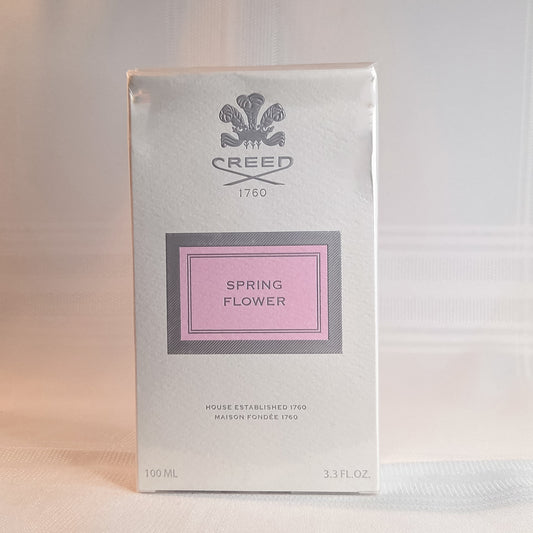 CREED
1760
SPRING
FLOWER
HOUSE ESTABLISHED 1760
MAISON FONDÉE 1760
100 ML 3.3 FL.OZ.